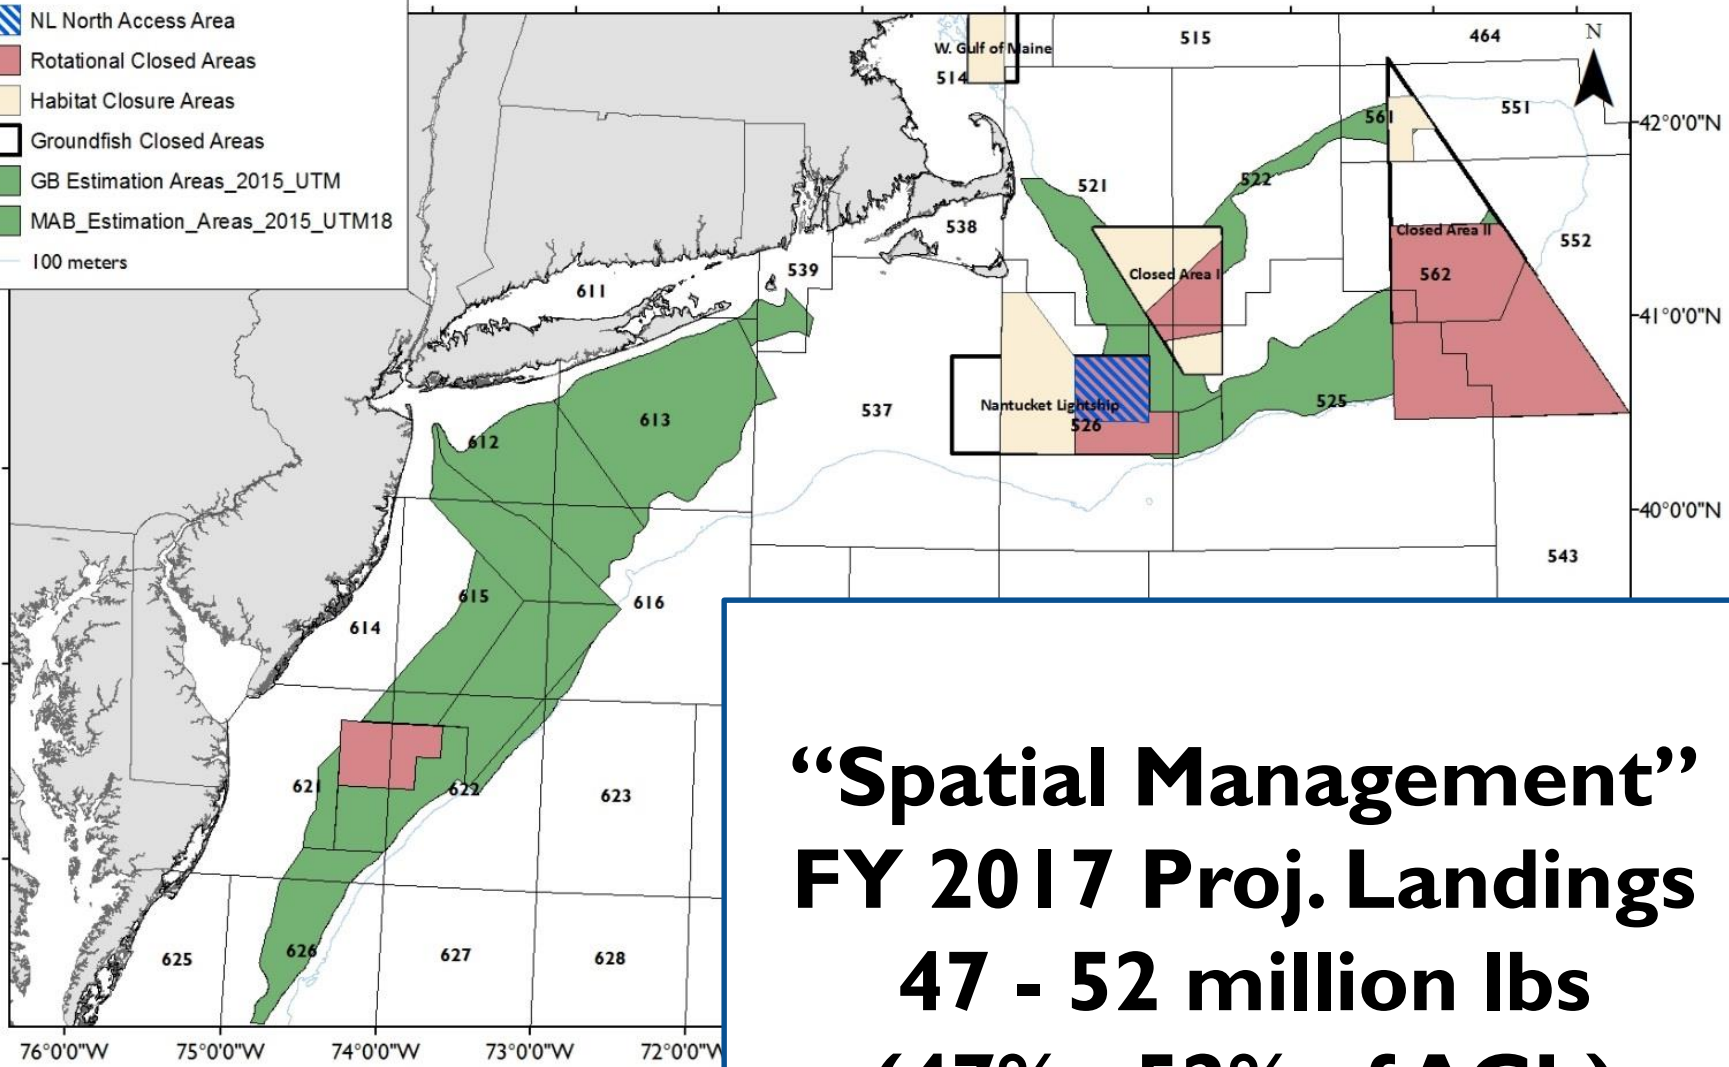 NL North Access Area
Rotational Closed Areas
Habitat Closure Areas
Groundfish Closed Areas
GB Estimation Areas_2015_UTM
MAB_Estimation_Areas_2015_UTM18
100 meters
N
W. Gulf of Maine
514
515
464
551
561
42°0'0"N
521
522
538
Closed Area II
552
539
Closed Area I
562
611
41°0'0"N
537
Nantucket Lightship
526
525
613
612
40°0'0"N
543
615
616
614
621
622
623
625
626
627
628
76°0'0"W
75°0'0"W
74°0'0"W
73°0'0"W
72°0'0"W
“Spatial Management”
FY 2017 Proj. Landings
47 - 52 million lbs